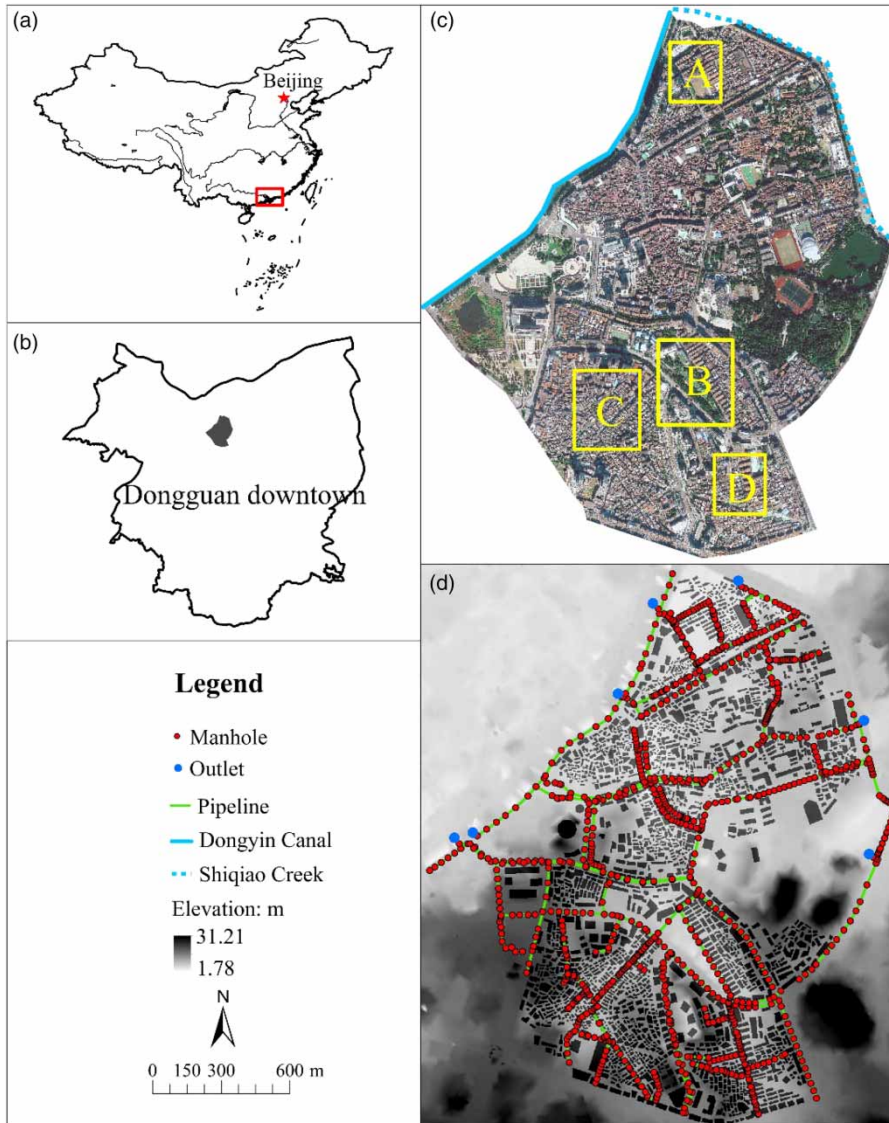 (a)
Beijing
(b)
Dongguan downtown
Legend
Manhole
Outlet
Pipeline
Dongyin Canal
Shiqiao Creek
Elevation: m
31.21
1.78
N
0 150 300 600 m
(c)
A
B
C
D
(d)